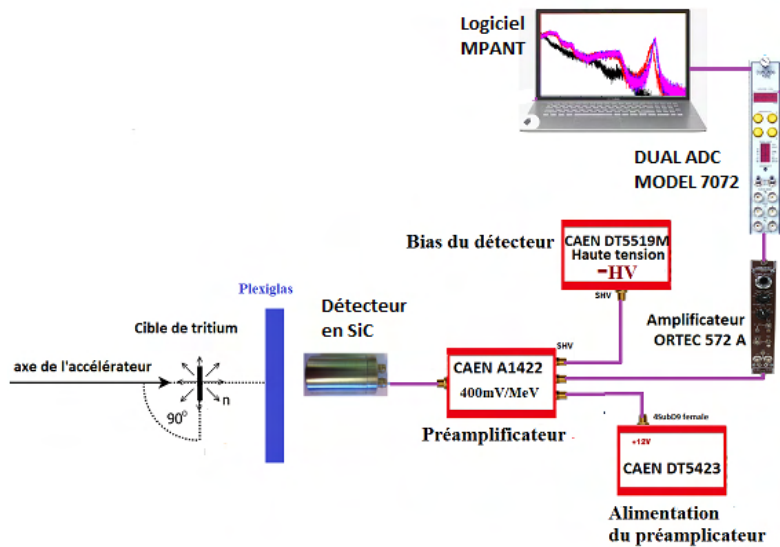 Logiciel
MPANT
DUAL ADC
MODEL 7072
Bias du détecteur
CAEN DT5519M
Haute tension
-HV
SHV
Plexiglas
Détecteur
en SiC
Cible de tritium
axe de l'accélérateur
n
90°
SHV
CAEN A1422
400mV/MeV
Préamplificateur
Amplificateur
ORTEC 572 A
4SubD9 female
+12V
CAEN DT5423
Alimentation
du préamplicateur